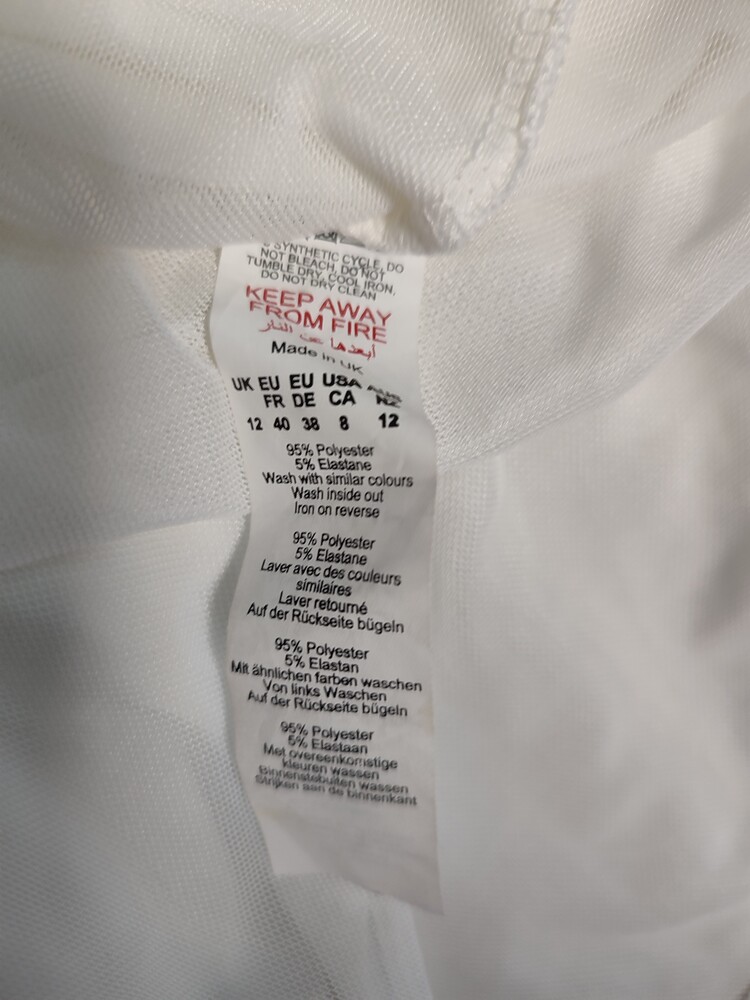 SYNTHETIC CYCLE, DO
NOT BLEACH, DO NOT
TUMBLE DRY, COOL IRON,
DO NOT DRY CLEAN
KEEP AWAY
FROM FIRE
أبعدها عن النار
Made in UK
UK EU EU USA AUS
FR DE CA NZ
12 40 38 8 12
95% Polyester
5% Elastane
Wash with similar colours
Wash inside out
Iron on reverse
95% Polyester
5% Elastane
Laver avec des couleurs
similaires
Laver retourné
Auf der Rückseite bügeln
95% Polyester
5% Elastan
Mit ähnlichen farben waschen
Von links Waschen
Auf der Rückseite bügeln
95% Polyester
5% Elastaan
Met overeenkomstige
kleuren wassen
Binnenstebuiten wassen
Strijken aan de binnenkant